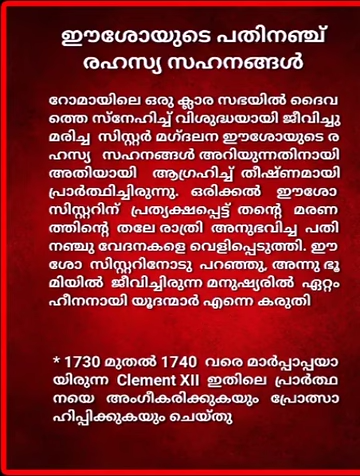 ഈശോയുടെ പതിനഞ്ച്
രഹസ്യ സഹനങ്ങൾ
റോമായിലെ ഒരു ക്ലാര സഭയിൽ ദൈവ
ത്തെ സ്നേഹിച്ച് വിശുദ്ധയായി ജീവിച്ചു
മരിച്ച സിസ്റ്റർ മഗ്ദലന ഈശോയുടെ ര
ഹസ്യ സഹനങ്ങൾ അറിയുന്നതിനായി
അതിയായി ആഗ്രഹിച്ച് തീഷ്ണമായി
പ്രാർത്ഥിച്ചിരുന്നു. ഒരിക്കൽ ഈശോ
സിസ്റ്ററിന് പ്രത്യക്ഷപ്പെട്ട് തന്റെ മരണ
ത്തിന്റെ തലേ രാത്രി അനുഭവിച്ച പതി
നഞ്ചു വേദനകളെ വെളിപ്പെടുത്തി. ഈ
ശോ സിസ്റ്ററിനോടു പറഞ്ഞു, അന്നു ഭൂ
മിയിൽ ജീവിച്ചിരുന്ന മനുഷ്യരിൽ ഏറ്റം
ഹീനനായി യൂദന്മാർ എന്നെ കരുതി
* 1730 മുതൽ 1740 വരെ മാർപ്പാപ്പയാ
യിരുന്ന Clement XII ഇതിലെ പ്രാർത്ഥ
നയെ അംഗീകരിക്കുകയും പ്രോത്സാ
ഹിപ്പിക്കുകയും ചെയ്തു